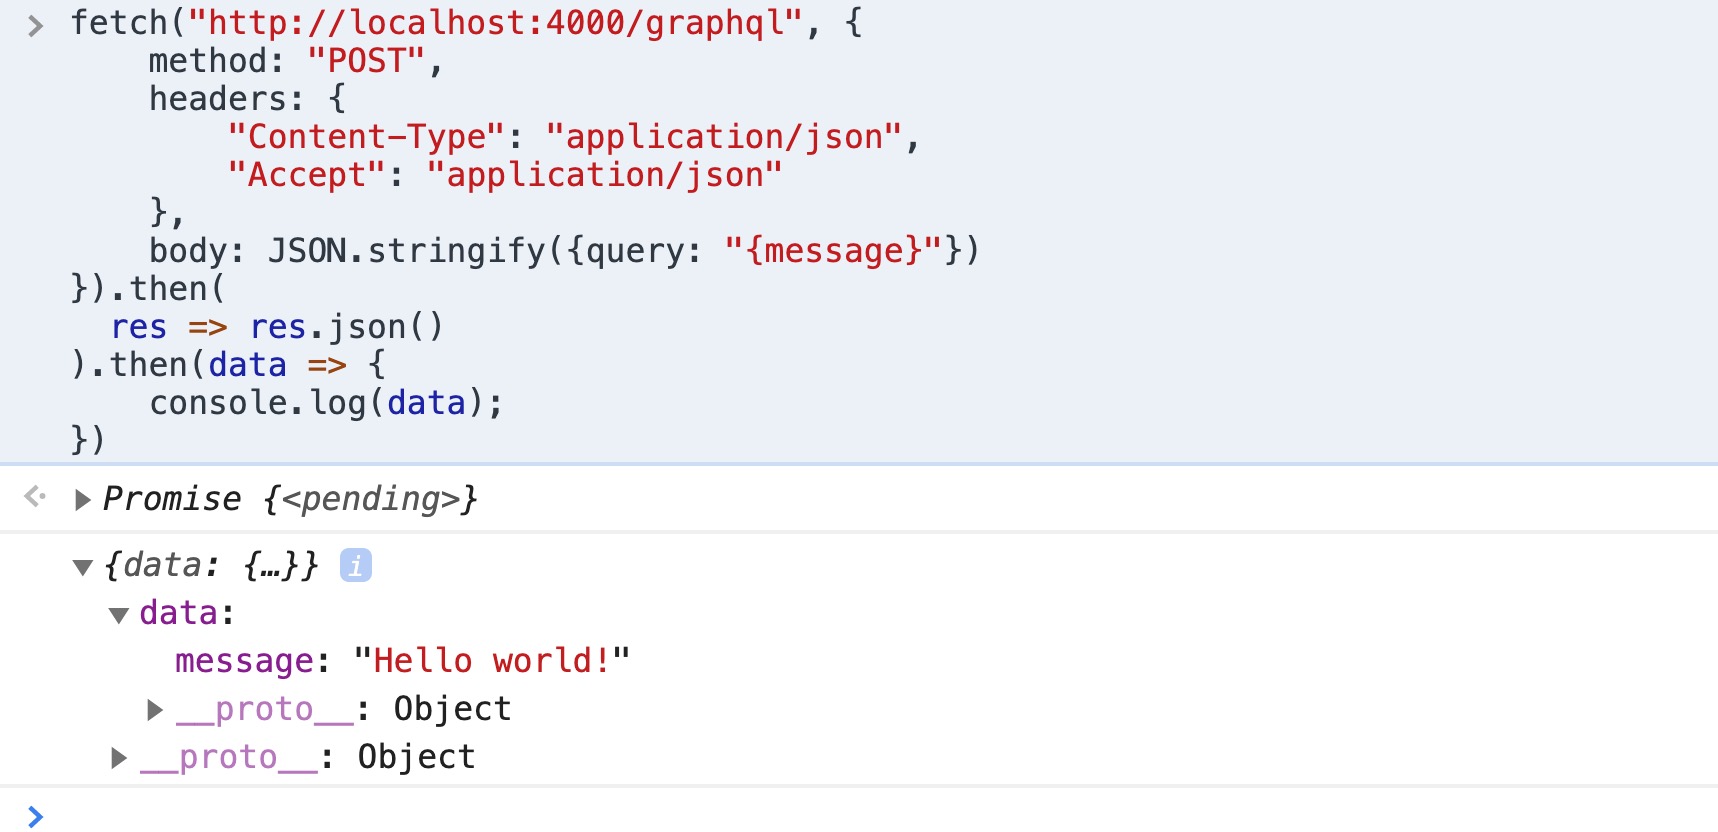 fetch("http://localhost:4000/graphql", {
    method: "POST",
    headers: {
        "Content-Type": "application/json",
        "Accept": "application/json"
    },
    body: JSON.stringify({query: "{message}"})
}).then(
  res => res.json()
).then(data => {
    console.log(data);
})
Promise {<pending>}
{data: {…}} i
data:
message: "Hello world!"
__proto__: Object
__proto__: Object